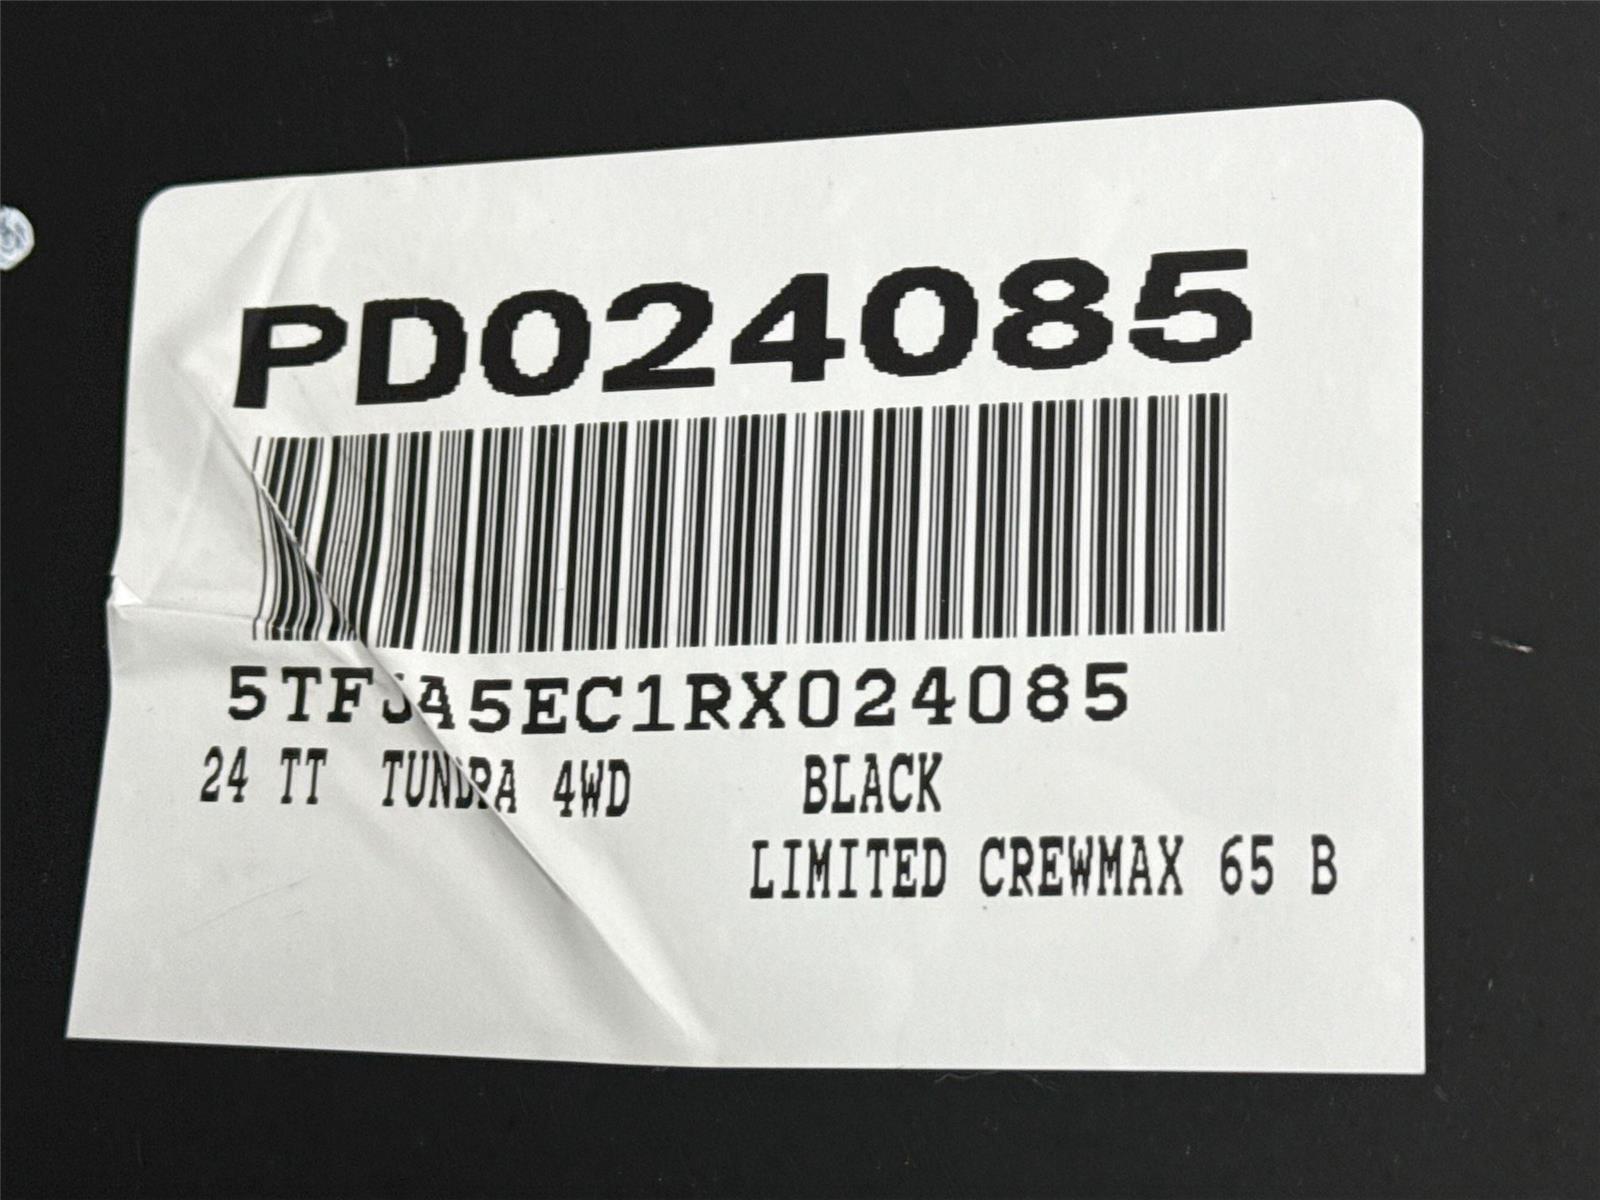 PD024085
5TFJA5EC1RX024085
24 TT TUNDRA 4WD BLACK
LIMITED CREWMAX 65 B